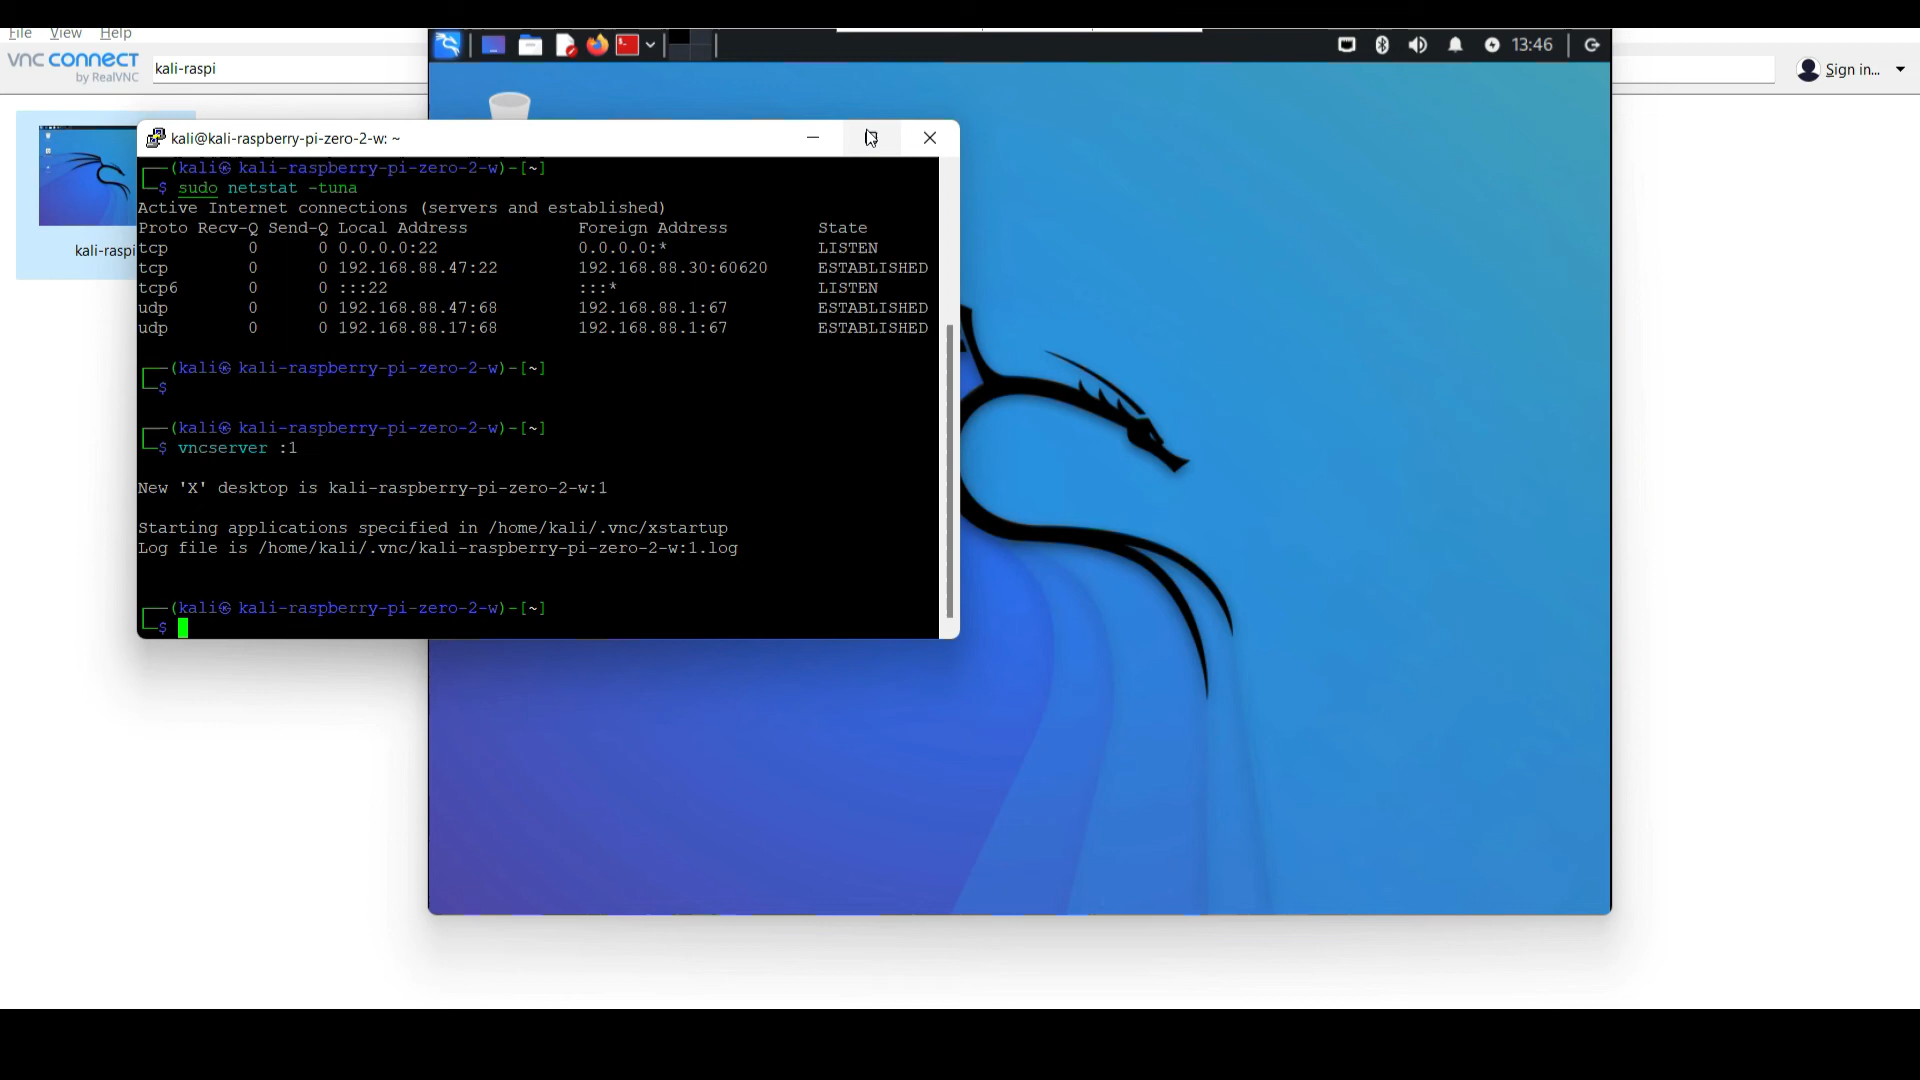 File View Help
vnc connect
by RealVNC
kali-raspi
13:46
Sign in...
kali-raspi
kali@kali-raspberry-pi-zero-2-w: ~
┌──(kali㉿kali-raspberry-pi-zero-2-w)-[~]
└─$ sudo netstat -tuna
Active Internet connections (servers and established)
Proto Recv-Q Send-Q Local Address Foreign Address State
tcp 0 0 0.0.0.0:22 0.0.0.0:* LISTEN
tcp 0 0 192.168.88.47:22 192.168.88.30:60620 ESTABLISHED
tcp6 0 0 :::22 :::* LISTEN
udp 0 0 192.168.88.47:68 192.168.88.1:67 ESTABLISHED
udp 0 0 192.168.88.17:68 192.168.88.1:67 ESTABLISHED
┌──(kali㉿kali-raspberry-pi-zero-2-w)-[~]
└─$
┌──(kali㉿kali-raspberry-pi-zero-2-w)-[~]
└─$ vncserver :1
New 'X' desktop is kali-raspberry-pi-zero-2-w:1
Starting applications specified in /home/kali/.vnc/xstartup
Log file is /home/kali/.vnc/kali-raspberry-pi-zero-2-w:1.log
┌──(kali㉿kali-raspberry-pi-zero-2-w)-[~]
└─$